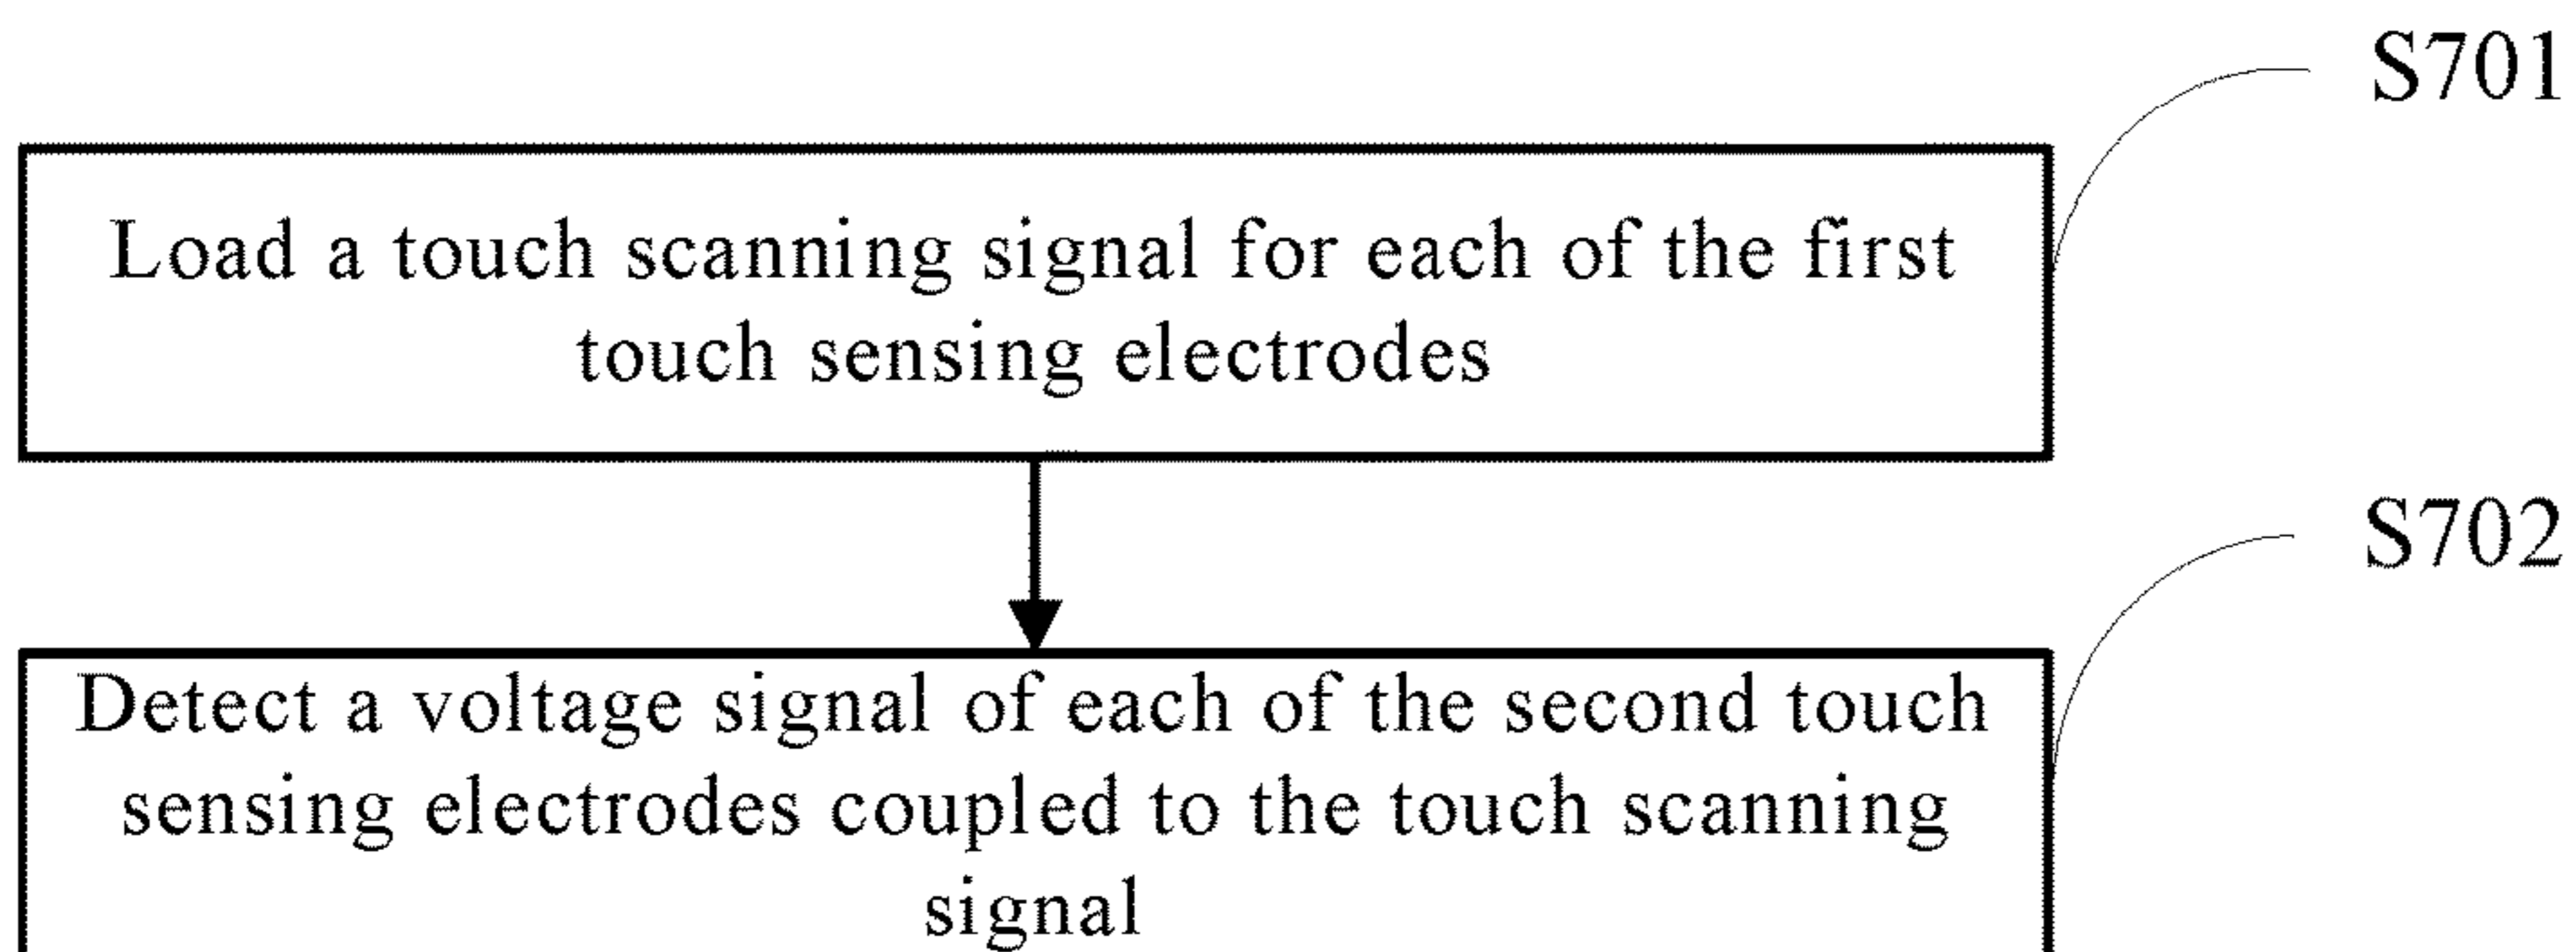 S701
Load a touch scanning signal for each of the first
touch sensing electrodes
S702
Detect a voltage signal of each of the second touch
sensing electrodes coupled to the touch scanning
signal